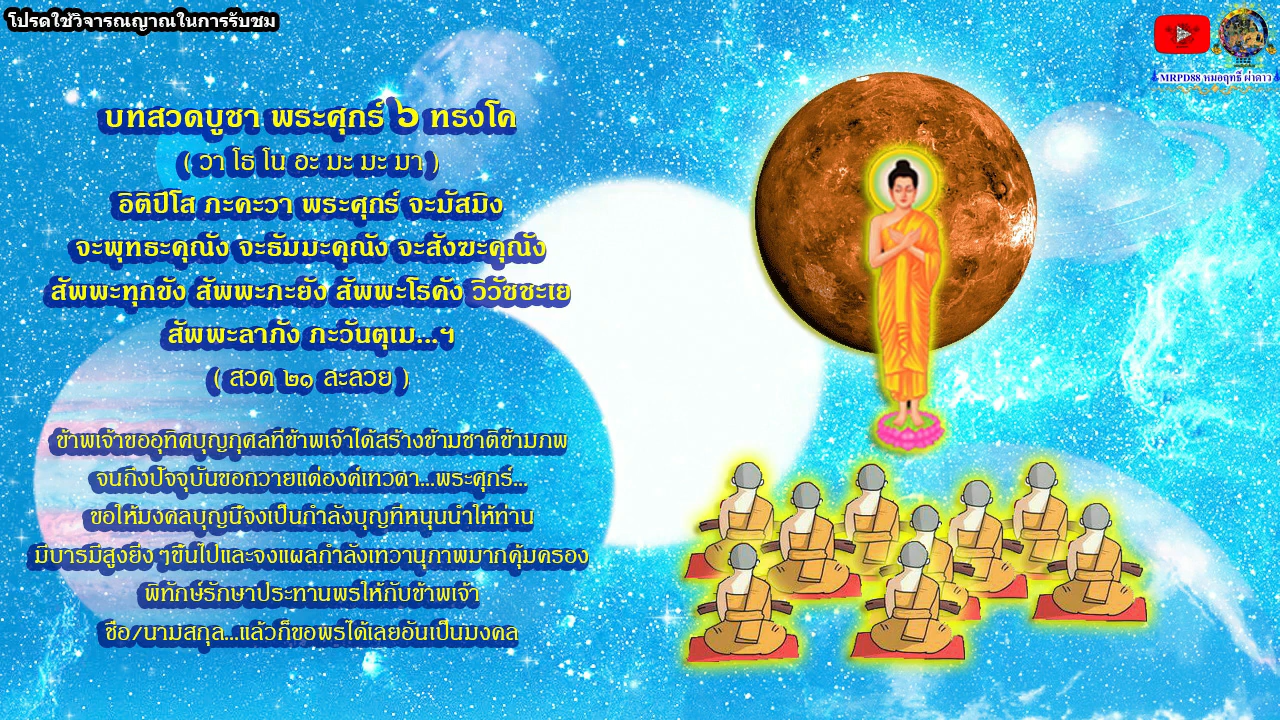 โปรดใช้วิจารณญาณในการรับชม
MRPD88 หมอฤทธิ์ ผ่าดาว
บทสวดบูชา พระศุกร์ ๖ ทรงโค
( วา โธ โน อะ มะ มะ มา )
อิติปิโส ภะคะวา พระศุกร์ จะมัสมิง
จะพุทธะคุณัง จะธัมมะคุณัง จะสังฆะคุณัง
สัพพะทุกขัง สัพพะภะยัง สัพพะโรคัง วิวัชชะเย
สัพพะลาภัง ภะวันตุเม...ฯ
( สวด ๒๑ ละลวย )
ข้าพเจ้าขออุทิศบุญกุศลที่ข้าพเจ้าได้สร้างข้ามชาติข้ามภพ
จนถึงปัจจุบันขอถวายแด่องค์เทวดา...พระศุกร์...
ขอให้มงคลบุญนี้จงเป็นกำลังบุญที่หนุนนำให้ท่าน
มีบารมีสูงยิ่งๆขึ้นไปและจงแผลกำลังเทวานุภาพมาคุ้มครอง
พิทักษ์รักษาประทานพรให้กับข้าพเจ้า
ชื่อ/นามสกุล...แล้วก็ขอพรได้เลยอันเป็นมงคล